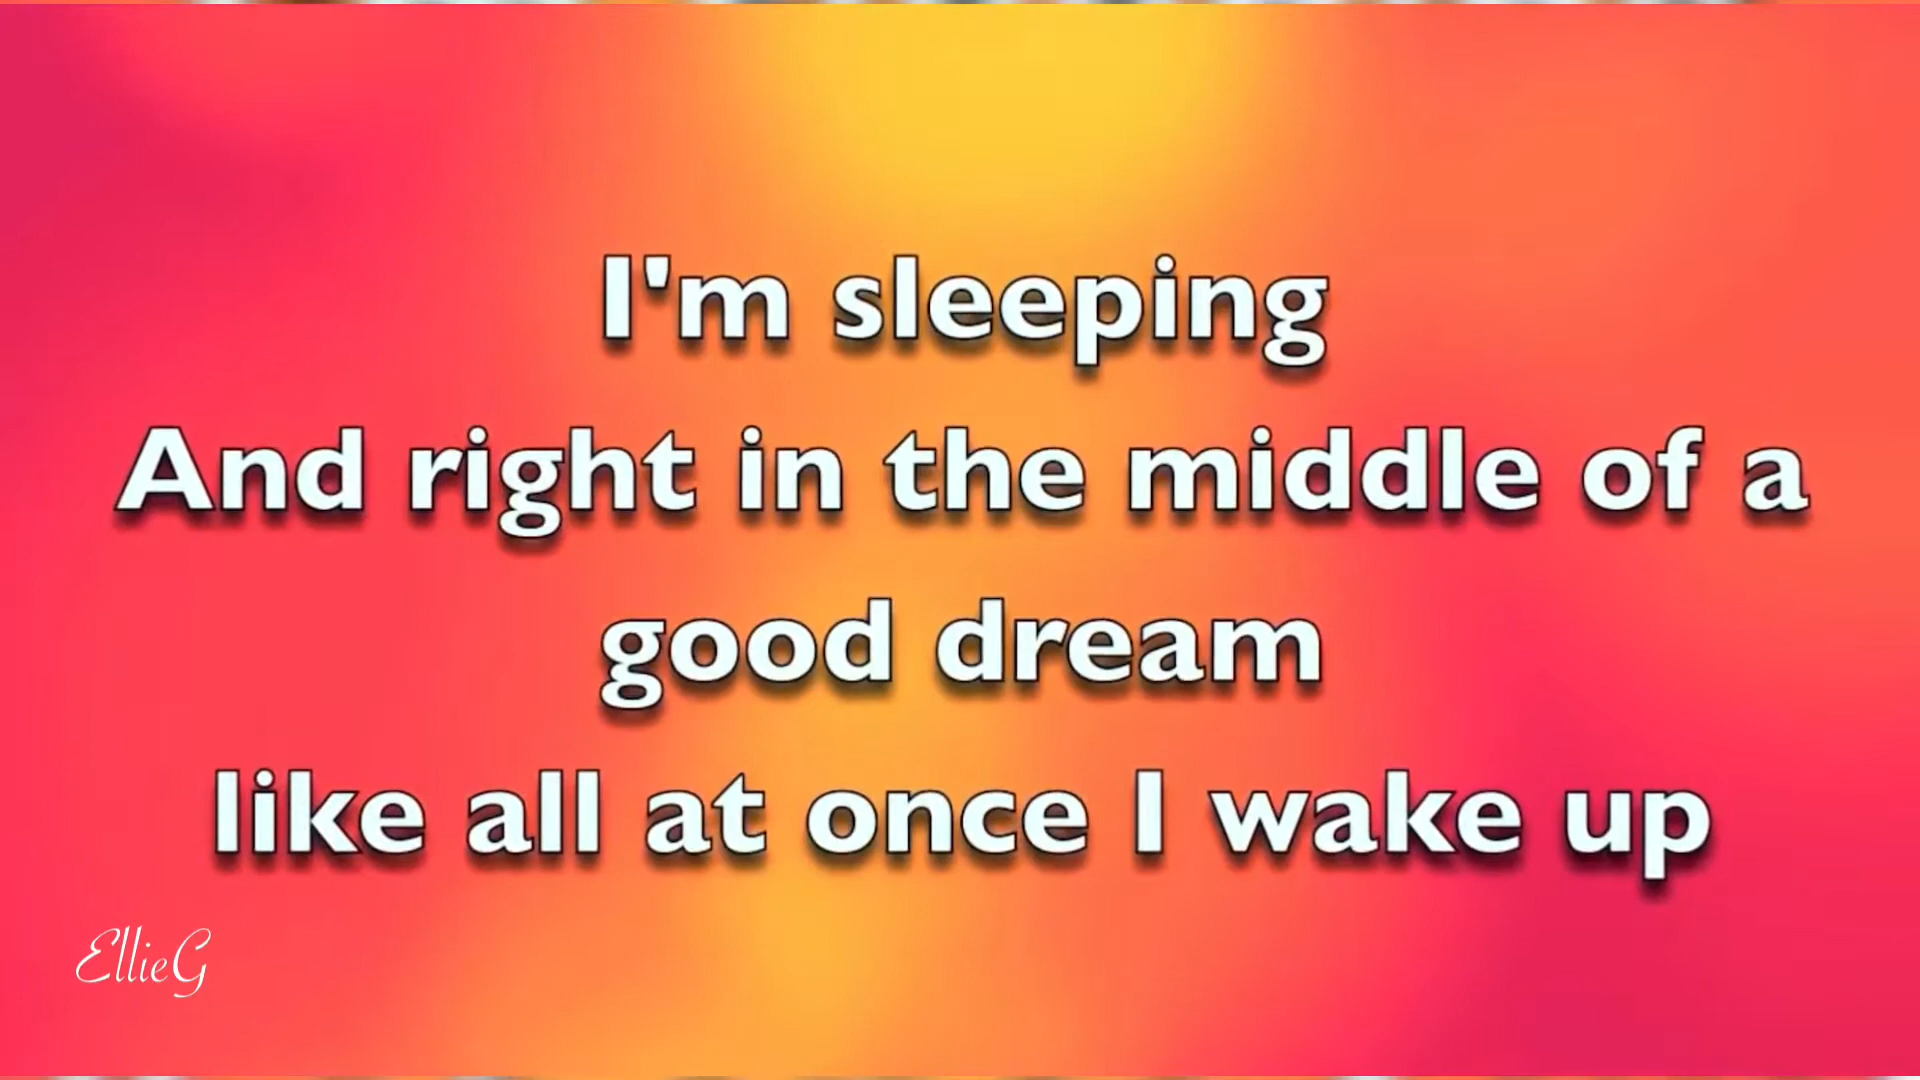 I'm sleeping
And right in the middle of a
good dream
like all at once I wake up
EllieG